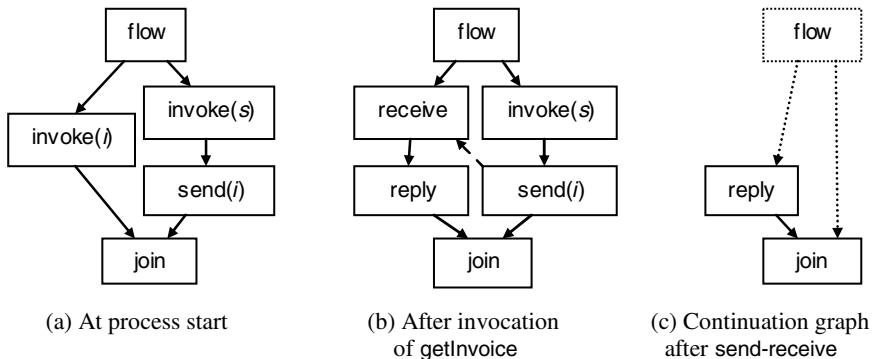 flow
invoke(s)
invoke(i)
send(i)
join
(a) At process start
flow
receive
invoke(s)
reply
send(i)
join
(b) After invocation
of getInvoice
flow
reply
join
(c) Continuation graph
after send-receive